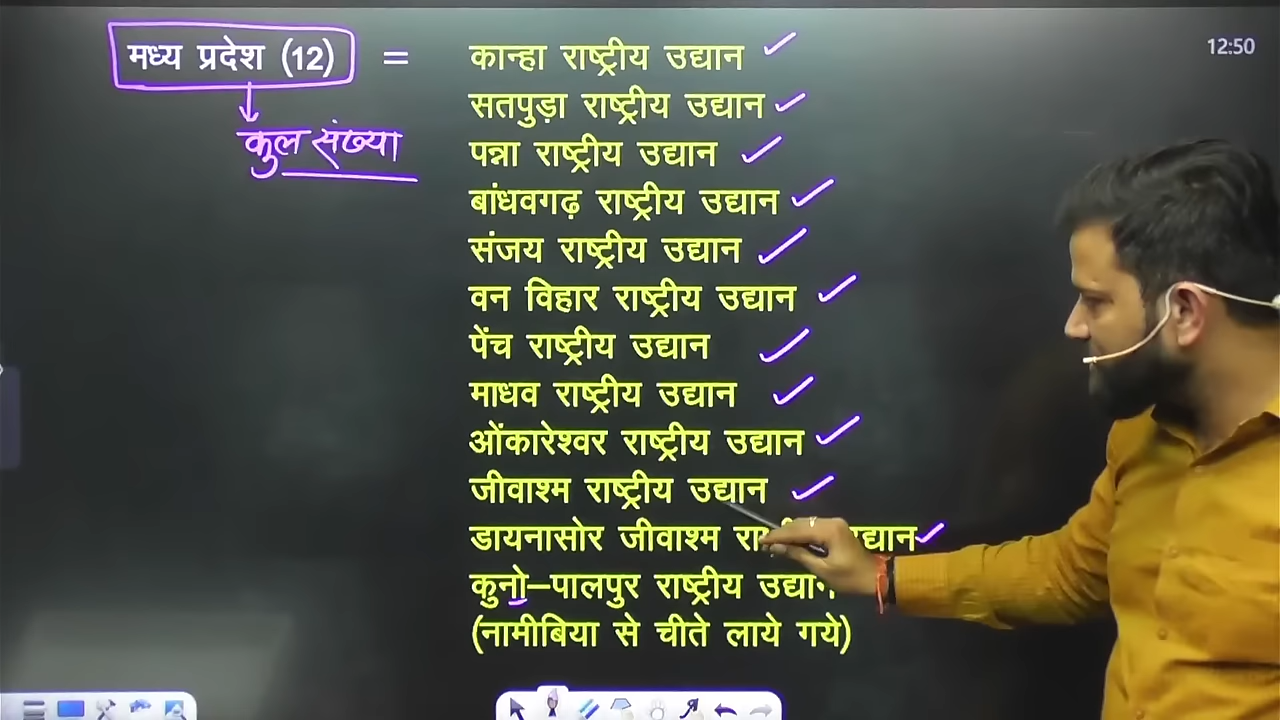 मध्य प्रदेश (12) = कान्हा राष्ट्रीय उद्यान
कुल संख्या
सतपुड़ा राष्ट्रीय उद्यान
पन्ना राष्ट्रीय उद्यान
बांधवगढ़ राष्ट्रीय उद्यान
संजय राष्ट्रीय उद्यान
वन विहार राष्ट्रीय उद्यान
पेंच राष्ट्रीय उद्यान
माधव राष्ट्रीय उद्यान
ओंकारेश्वर राष्ट्रीय उद्यान
जीवाश्म राष्ट्रीय उद्यान
डायनासोर जीवाश्म
कुनो–पालपुर राष्ट्रीय उद्यान
(नामीबिया से चीते लाये गये)
12:50